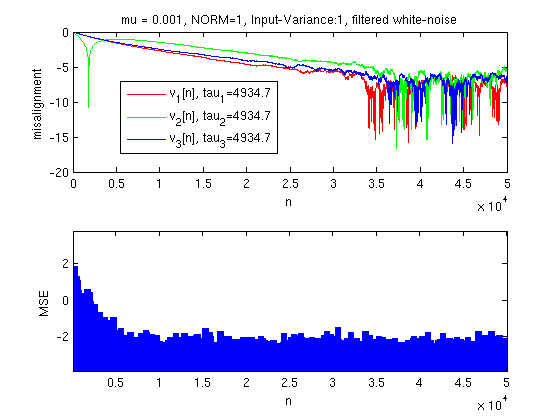 mu = 0.001, NORM=1, Input-Variance:1, filtered white-noise
misalignment
0
-5
-10
-15
-20
v1[n], tau1=4934.7
v2[n], tau2=4934.7
v3[n], tau3=4934.7
0 0.5 1 1.5 2 2.5 3 3.5 4 4.5 5
n
x 10^4
MSE
2
0
-2
0.5 1 1.5 2 2.5 3 3.5 4 4.5 5
n
x 10^4